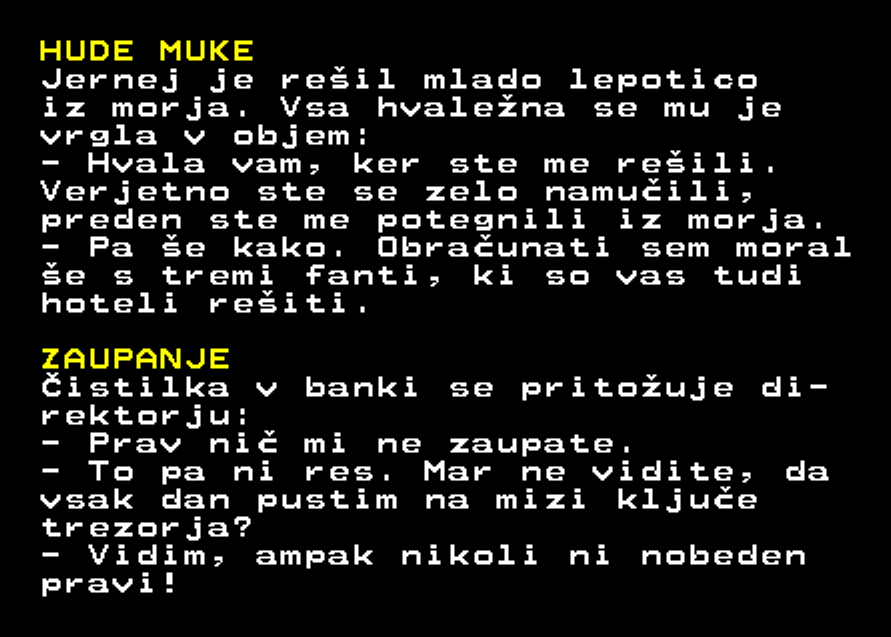 HUDE MUKE
Jernej je rešil mlado lepotico
iz morja. Vsa hvaležna se mu je
vrgla v objem:
- Hvala vam, ker ste me rešili.
Verjetno ste se zelo namučili,
preden ste me potegnili iz morja.
- Pa še kako. Obračunati sem moral
še s tremi fanti, ki so vas tudi
hoteli rešiti.
ZAUPANJE
Čistilka v banki se pritožuje di-
rektorju:
- Prav nič mi ne zaupate.
- To pa ni res. Mar ne vidite, da
vsak dan pustim na mizi ključe
trezorja?
- Vidim, ampak nikoli ni nobeden
pravi!